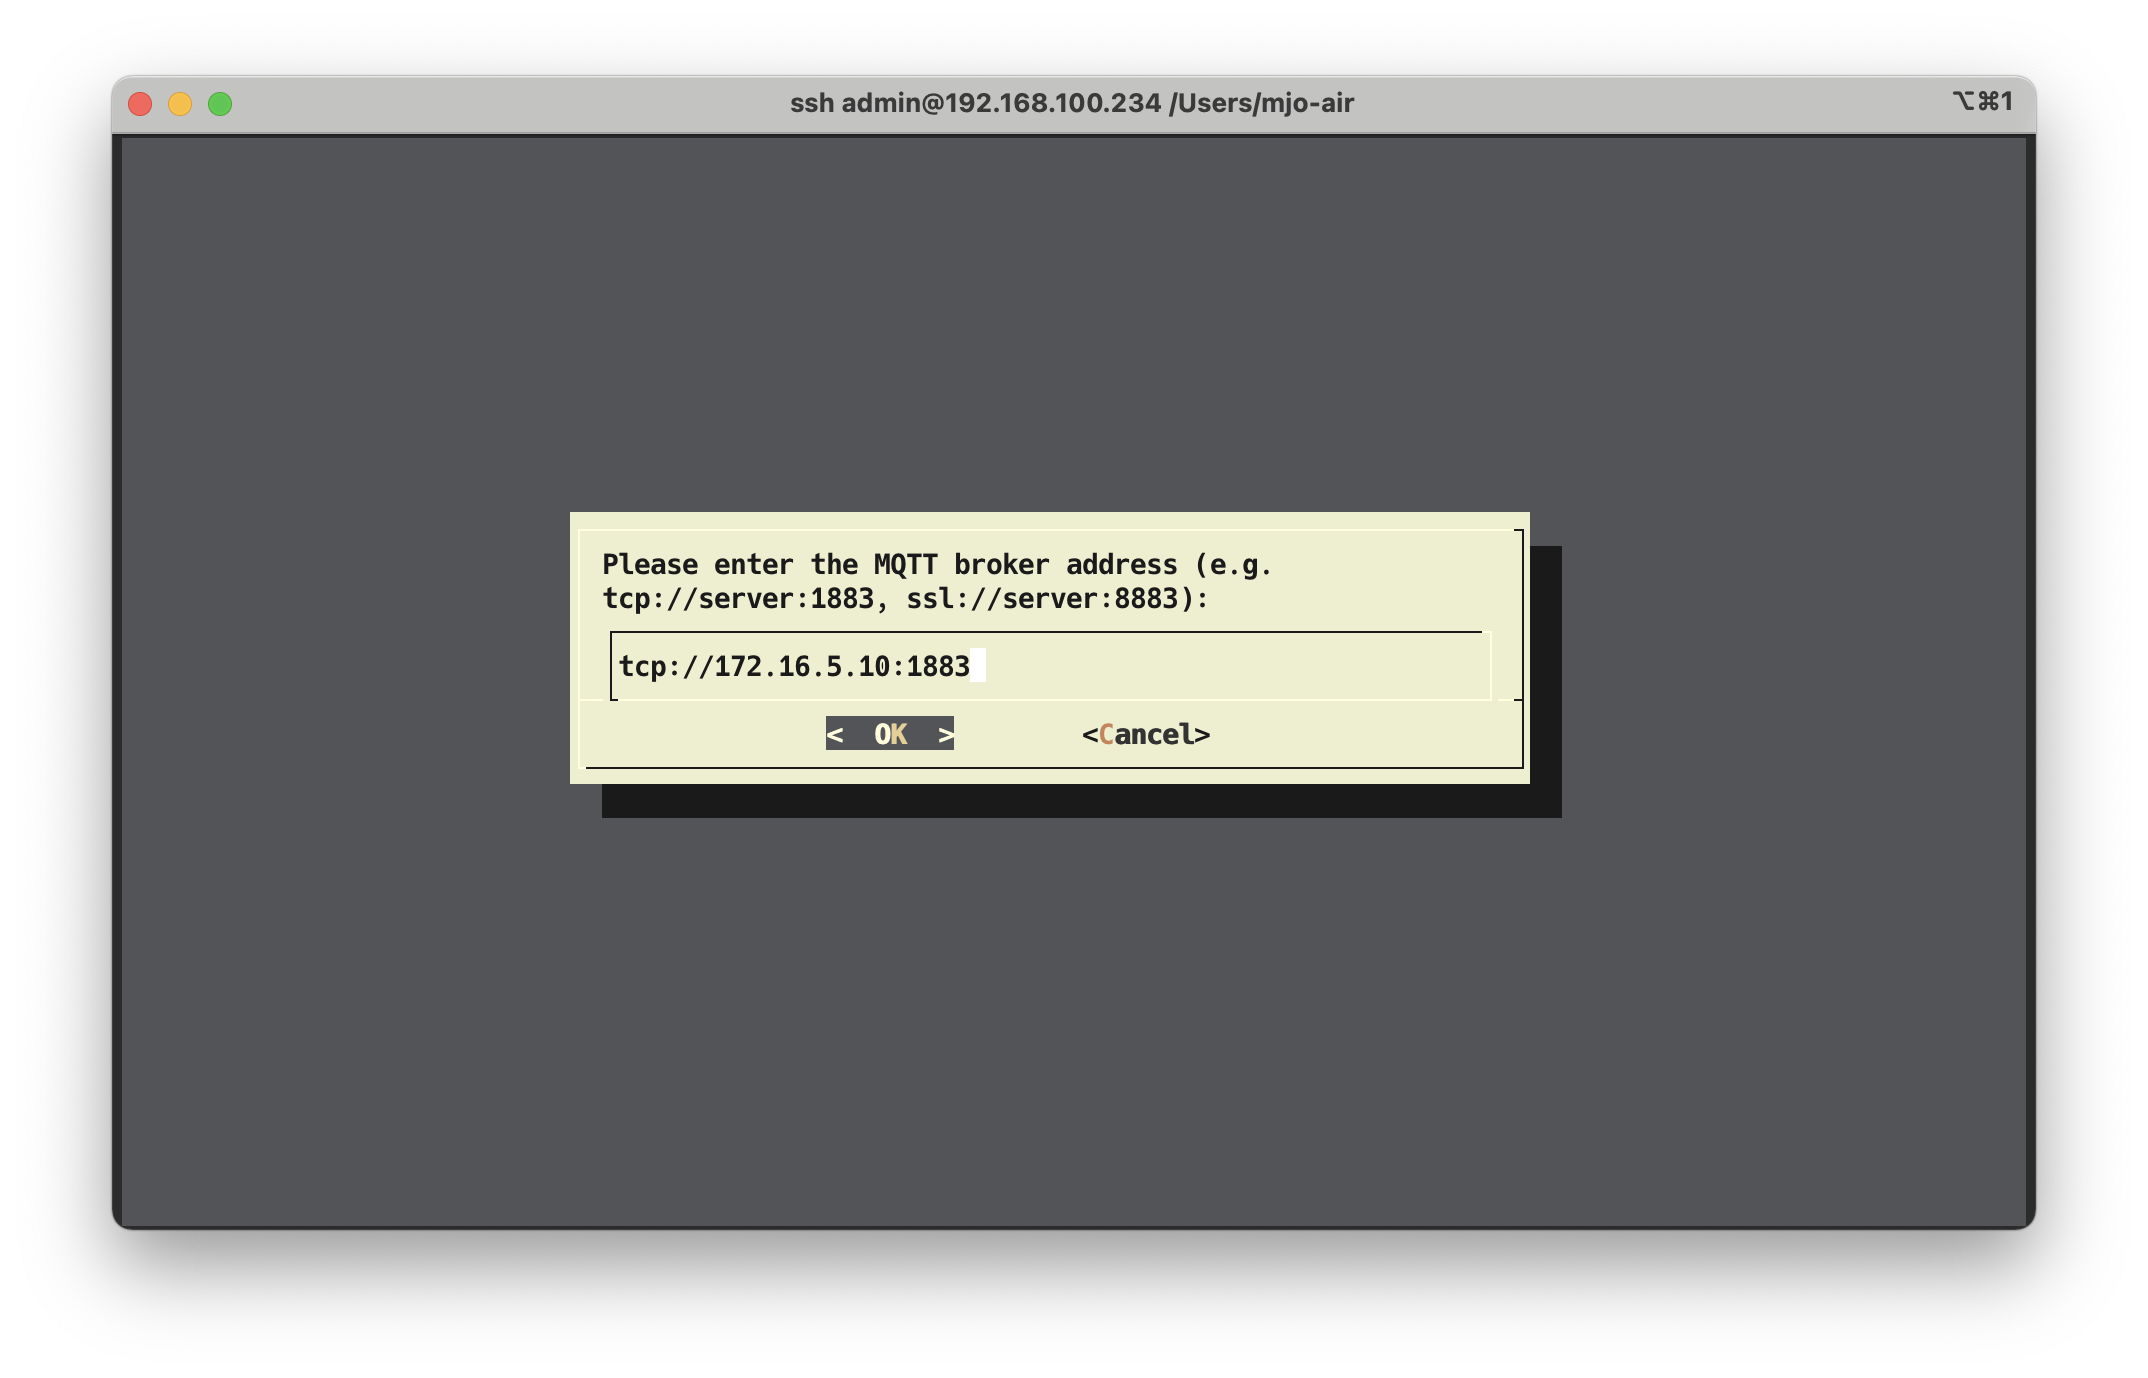 ssh admin@192.168.100.234 /Users/mjo-air
⌥⌘1
Please enter the MQTT broker address (e.g.
tcp://server:1883, ssl://server:8883):
tcp://172.16.5.10:1883
<  OK  > <Cancel>